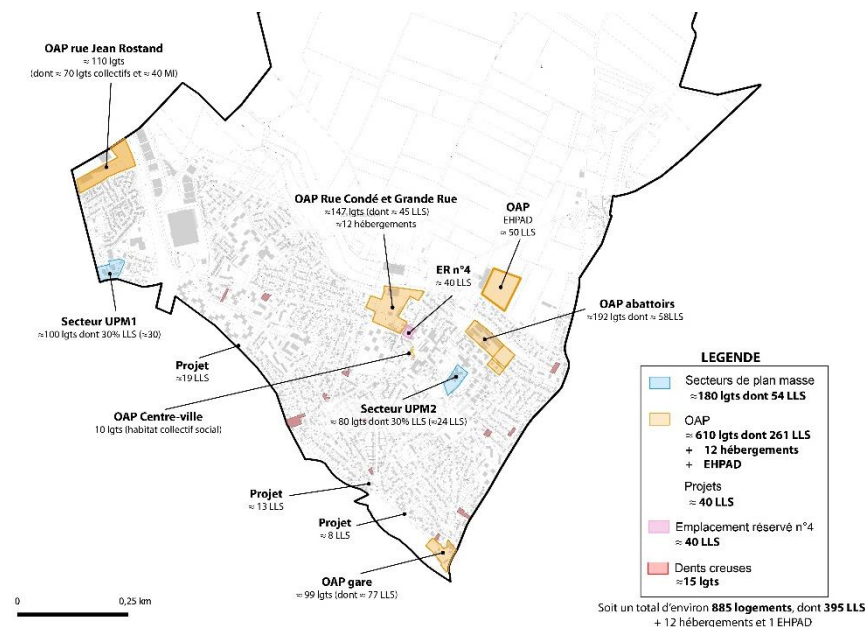 OAP rue Jean Rostand
≈ 110 lgts
(dont ≈ 70 lgts collectifs et ≈ 40 MI)
OAP Rue Condé et Grande Rue
≈147 lgts (dont ≈ 45 LLS)
≈12 hébergements
OAP
EHPAD
≈ 50 LLS
ER n°4
≈ 40 LLS
OAP abattoirs
≈192 lgts dont ≈ 58LLS
Secteur UPM1
≈100 lgts dont 30% LLS (≈30)
Projet
≈19 LLS
OAP Centre-ville
10 lgts (habitat collectif social)
Secteur UPM2
≈ 80 lgts dont 30% LLS (≈24 LLS)
Projet
≈ 13 LLS
Projet
≈ 8 LLS
OAP gare
≈ 99 lgts (dont ≈ 77 LLS)
0 0,25 km
LEGENDE
Secteurs de plan masse
≈180 lgts dont 54 LLS
OAP
≈ 610 lgts dont 261 LLS
+ 12 hébergements
+ EHPAD
Projets
≈ 40 LLS
Emplacement réservé n°4
≈ 40 LLS
Dents creuses
≈15 lgts
Soit un total d'environ 885 logements, dont 395 LLS
+ 12 hébergements et 1 EHPAD